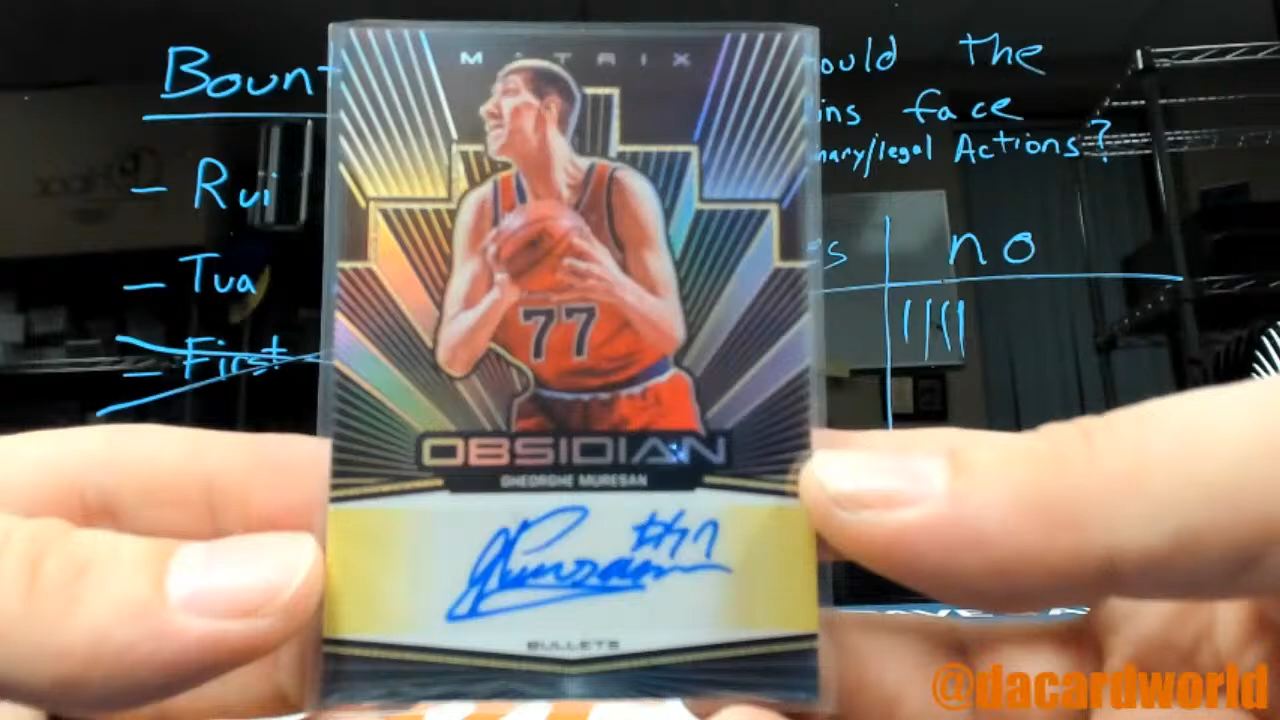 Bount
- Rui
- Tua
- First
MATRIX
77
OBSIDIAN
GHEORGHE MURESAN
#77
BULLETS
ould the
ins face
nary/legal Actions?
s no
@dacardworld